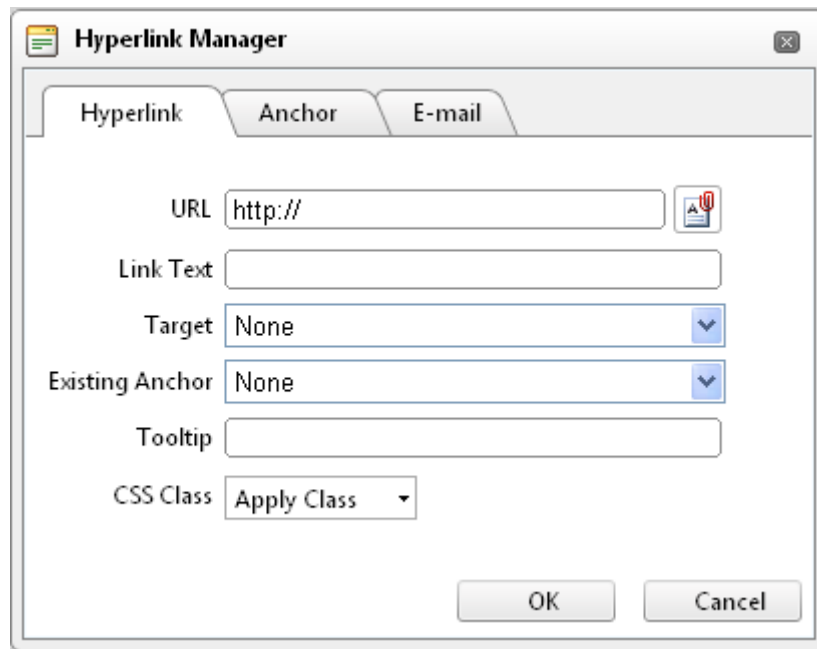 Hyperlink Manager
Hyperlink Anchor E-mail
URL http://
Link Text
Target None
Existing Anchor None
Tooltip
CSS Class Apply Class
OK Cancel